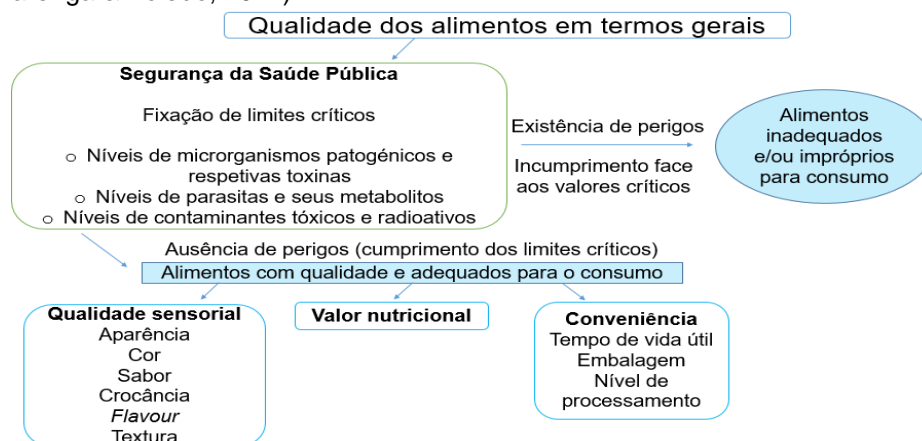 Qualidade dos alimentos em termos gerais
Segurança da Saúde Pública
Fixação de limites críticos
o Níveis de microrganismos patogénicos e
respetivas toxinas
o Níveis de parasitas e seus metabolitos
o Níveis de contaminantes tóxicos e radioativos
Existência de perigos
Incumprimento face
aos valores críticos
Alimentos
inadequados
e/ou impróprios
para consumo
Ausência de perigos (cumprimento dos limites críticos)
Alimentos com qualidade e adequados para o consumo
Qualidade sensorial
Aparência
Cor
Sabor
Crocância
Flavour
Textura
Valor nutricional
Conveniência
Tempo de vida útil
Embalagem
Nível de
processamento